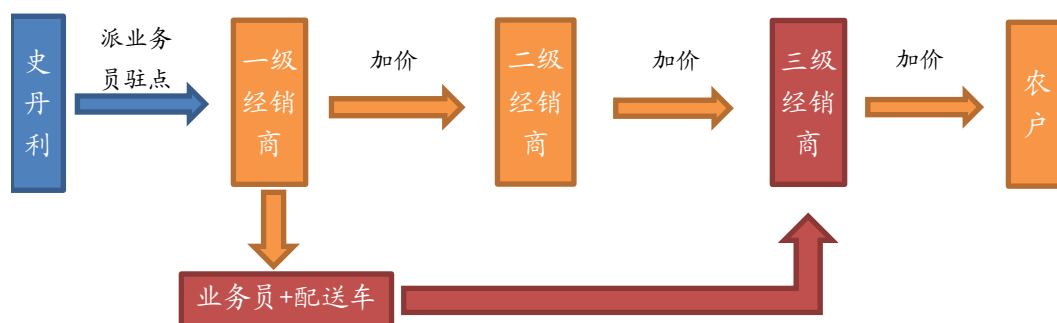 史
丹
利
派业务
员驻点
一级
经销
商
加价
二级
经销
商
加价
三级
经销
商
加价
农
户
业务员+配送车